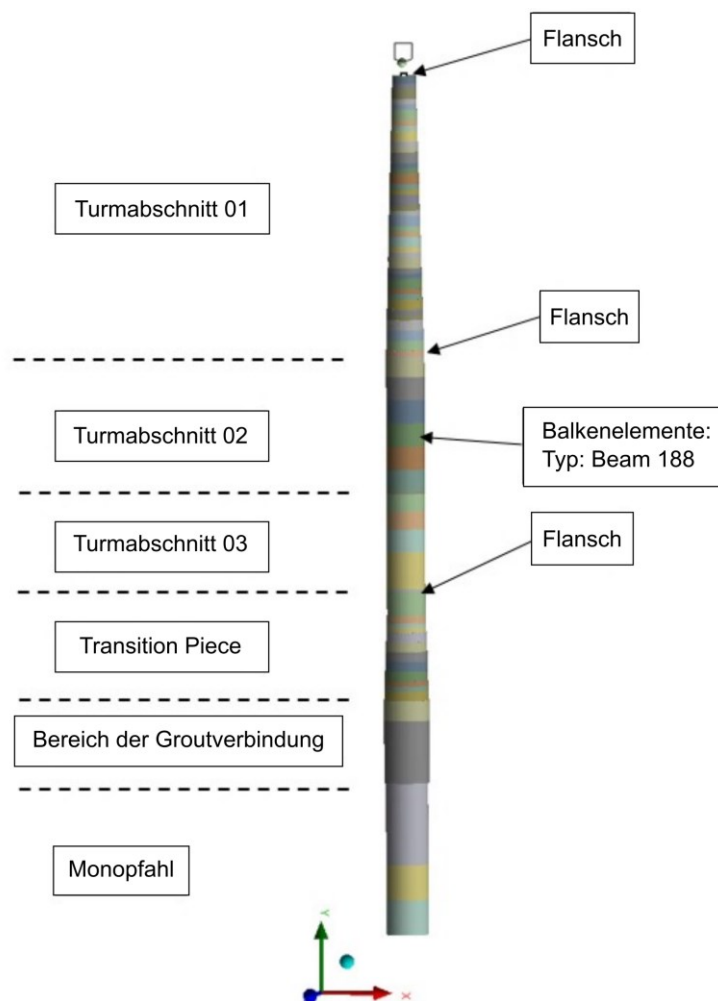 Flansch
Turmabschnitt 01
Flansch
Turmabschnitt 02
Balkenelemente:
Typ: Beam 188
Turmabschnitt 03
Flansch
Transition Piece
Bereich der Groutverbindung
Monopfahl
Y
X